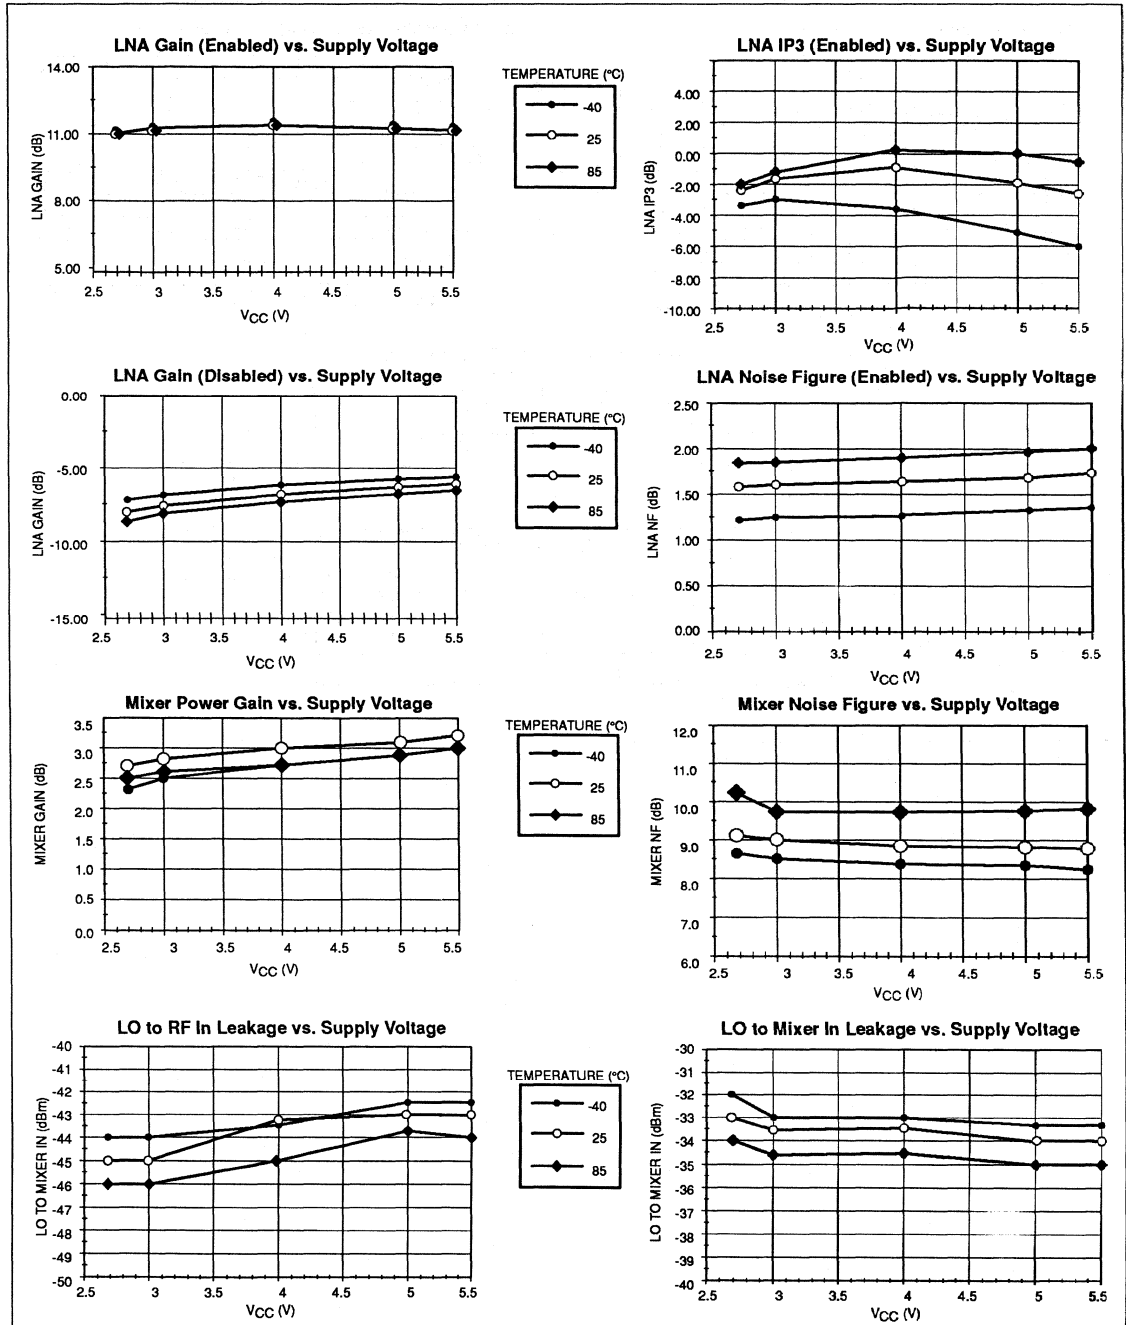 LNA Gain (Enabled) vs. Supply Voltage
14.00
11.00
8.00
5.00
LNA GAIN (dB)
2.5 3 3.5 4 4.5 5 5.5
VCC (V)
TEMPERATURE (°C)
-40
25
85
LNA IP3 (Enabled) vs. Supply Voltage
4.00
2.00
0.00
-2.00
-4.00
-6.00
-8.00
-10.00
LNA IP3 (dB)
2.5 3 3.5 4 4.5 5 5.5
VCC (V)
LNA Gain (Disabled) vs. Supply Voltage
0.00
-5.00
-10.00
-15.00
LNA GAIN (dB)
2.5 3 3.5 4 4.5 5 5.5
VCC (V)
TEMPERATURE (°C)
-40
25
85
LNA Noise Figure (Enabled) vs. Supply Voltage
2.50
2.00
1.50
1.00
0.50
0.00
LNA NF (dB)
2.5 3 3.5 4 4.5 5 5.5
VCC (V)
Mixer Power Gain vs. Supply Voltage
3.5
3.0
2.5
2.0
1.5
1.0
0.5
0.0
MIXER GAIN (dB)
2.5 3 3.5 4 4.5 5 5.5
VCC (V)
TEMPERATURE (°C)
-40
25
85
Mixer Noise Figure vs. Supply Voltage
12.0
11.0
10.0
9.0
8.0
7.0
6.0
MIXER NF (dB)
2.5 3 3.5 4 4.5 5 5.5
VCC (V)
LO to RF In Leakage vs. Supply Voltage
-40
-41
-42
-43
-44
-45
-46
-47
-48
-49
-50
LO TO MIXER IN (dBm)
2.5 3 3.5 4 4.5 5 5.5
VCC (V)
TEMPERATURE (°C)
-40
25
85
LO to Mixer In Leakage vs. Supply Voltage
-30
-31
-32
-33
-34
-35
-36
-37
-38
-39
-40
LO TO MIXER IN (dBm)
2.5 3 3.5 4 4.5 5 5.5
VCC (V)